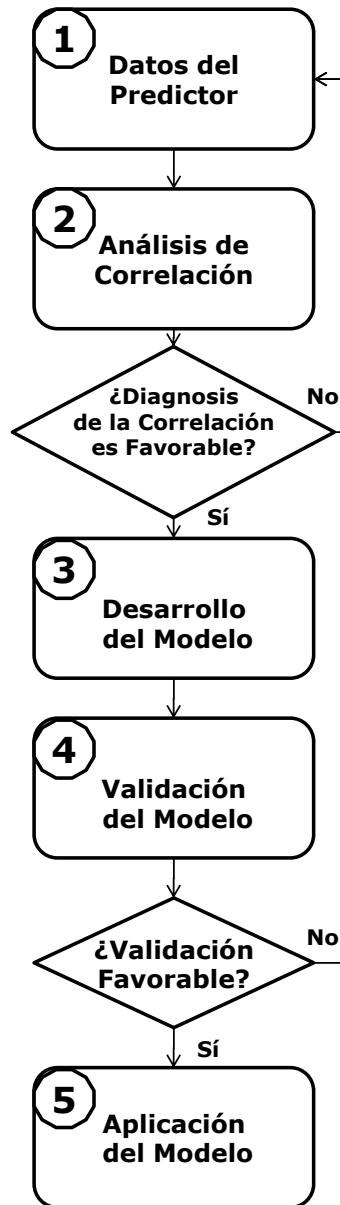 1
Datos del
Predictor
2
Análisis de
Correlación
¿Diagnosis
de la Correlación
es Favorable?
No
Sí
3
Desarrollo
del Modelo
4
Validación
del Modelo
¿Validación
Favorable?
No
Sí
5
Aplicación
del Modelo